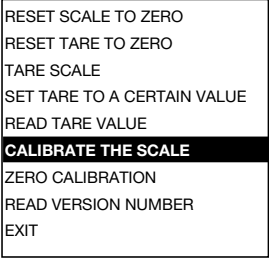 RESET SCALE TO ZERO
RESET TARE TO ZERO
TARE SCALE
SET TARE TO A CERTAIN VALUE
READ TARE VALUE
CALIBRATE THE SCALE
ZERO CALIBRATION
READ VERSION NUMBER
EXIT